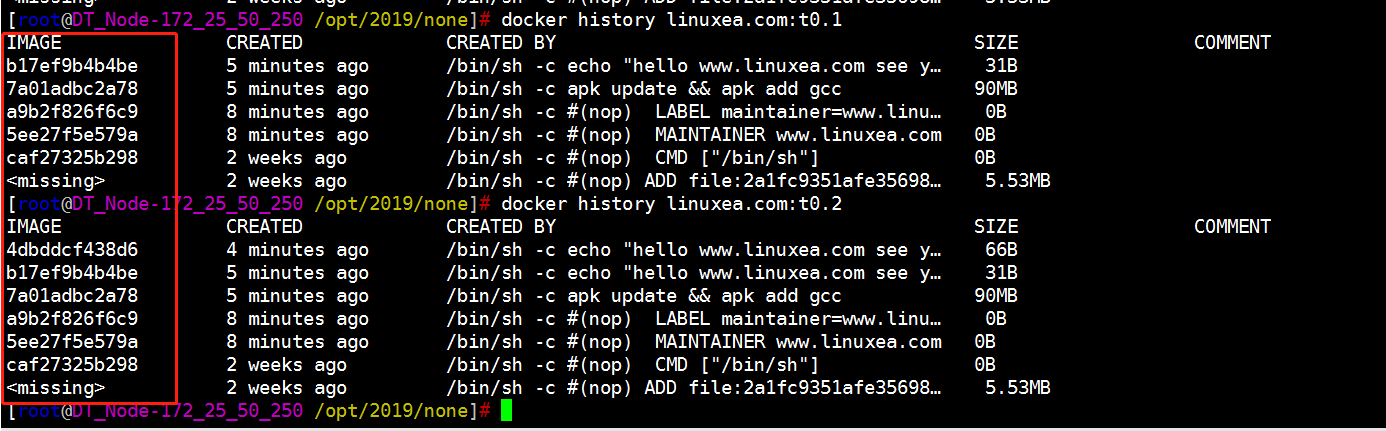 <missing> 2 weeks ago /bin/sh -c #(nop) ADD file:2a1fc9351afe35698… 5.53MB
[root@DT_Node-172_25_50_250 /opt/2019/none]# docker history linuxea.com:t0.1
IMAGE CREATED CREATED BY SIZE COMMENT
b17ef9b4b4be 5 minutes ago /bin/sh -c echo "hello www.linuxea.com see y… 31B
7a01adbc2a78 5 minutes ago /bin/sh -c apk update && apk add gcc 90MB
a9b2f826f6c9 8 minutes ago /bin/sh -c #(nop) LABEL maintainer=www.linu… 0B
5ee27f5e579a 8 minutes ago /bin/sh -c #(nop) MAINTAINER www.linuxea.com 0B
caf27325b298 2 weeks ago /bin/sh -c #(nop) CMD ["/bin/sh"] 0B
<missing> 2 weeks ago /bin/sh -c #(nop) ADD file:2a1fc9351afe35698… 5.53MB
[root@DT_Node-172_25_50_250 /opt/2019/none]# docker history linuxea.com:t0.2
IMAGE CREATED CREATED BY SIZE COMMENT
4dbddcf438d6 4 minutes ago /bin/sh -c echo "hello www.linuxea.com see y… 66B
b17ef9b4b4be 5 minutes ago /bin/sh -c echo "hello www.linuxea.com see y… 31B
7a01adbc2a78 5 minutes ago /bin/sh -c apk update && apk add gcc 90MB
a9b2f826f6c9 8 minutes ago /bin/sh -c #(nop) LABEL maintainer=www.linu… 0B
5ee27f5e579a 8 minutes ago /bin/sh -c #(nop) MAINTAINER www.linuxea.com 0B
caf27325b298 2 weeks ago /bin/sh -c #(nop) CMD ["/bin/sh"] 0B
<missing> 2 weeks ago /bin/sh -c #(nop) ADD file:2a1fc9351afe35698… 5.53MB
[root@DT_Node-172_25_50_250 /opt/2019/none]#